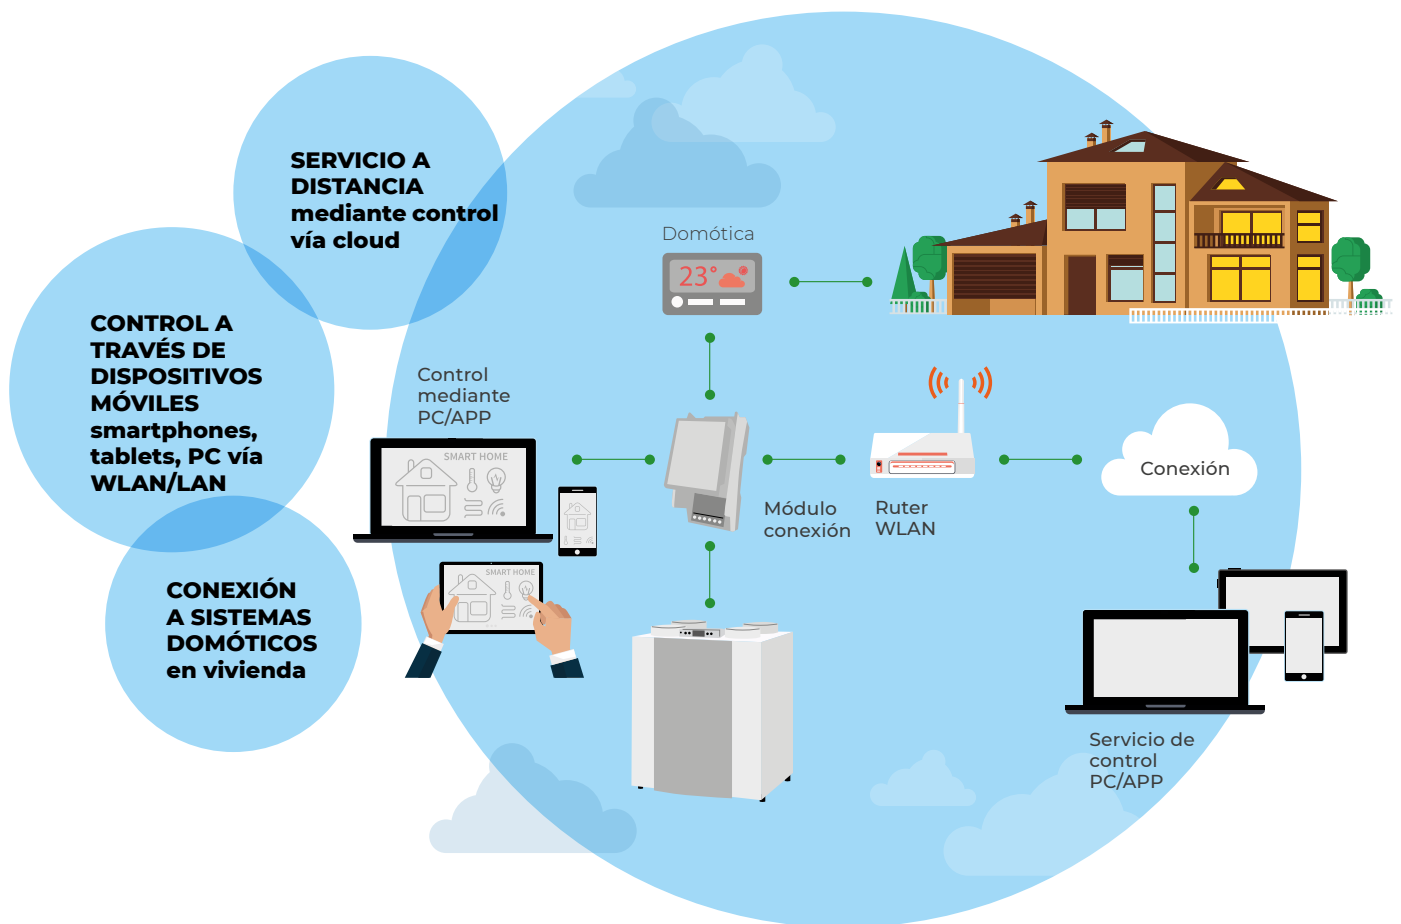 SERVICIO A
DISTANCIA
mediante control
vía cloud
CONTROL A
TRAVÉS DE
DISPOSITIVOS
MÓVILES
smartphones,
tablets, PC vía
WLAN/LAN
CONEXIÓN
A SISTEMAS
DOMÓTICOS
en vivienda
Domótica
23°
Control
mediante
PC/APP
SMART HOME
SMART HOME
Módulo
conexión
Ruter
WLAN
Conexión
Servicio de
control
PC/APP